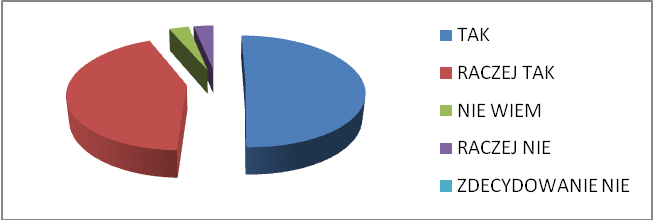 TAK
RACZEJ TAK
NIE WIEM
RACZEJ NIE
ZDECYDOWANIE NIE